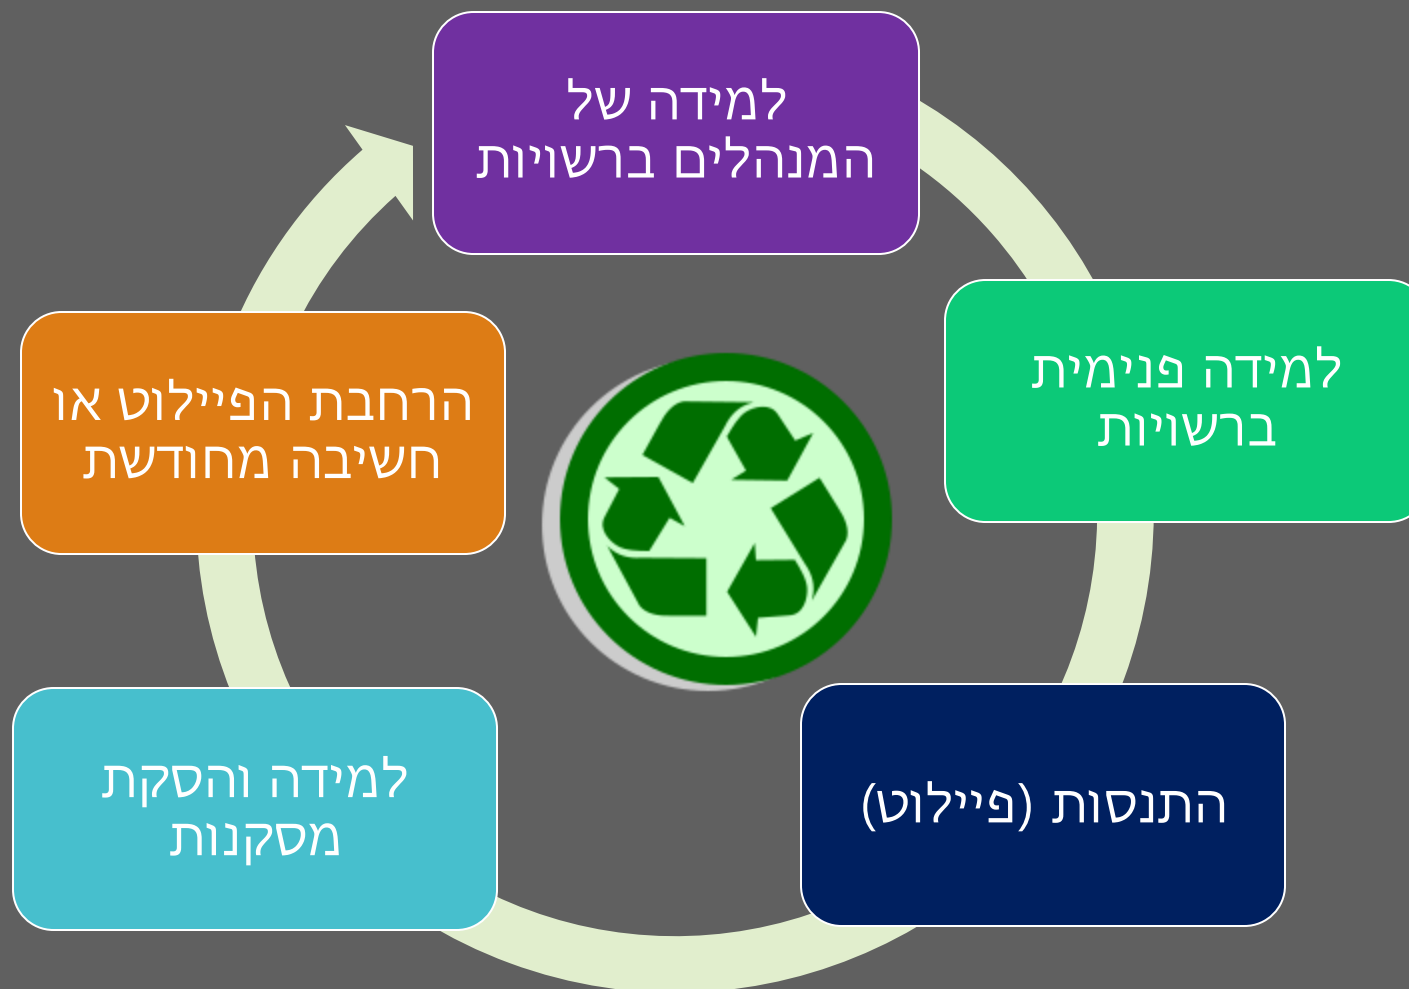 למידה של
המנהלים ברשויות
למידה פנימית
ברשויות
התנסות (פיילוט)
למידה והסקת
מסקנות
הרחבת הפיילוט או
חשיבה מחודשת